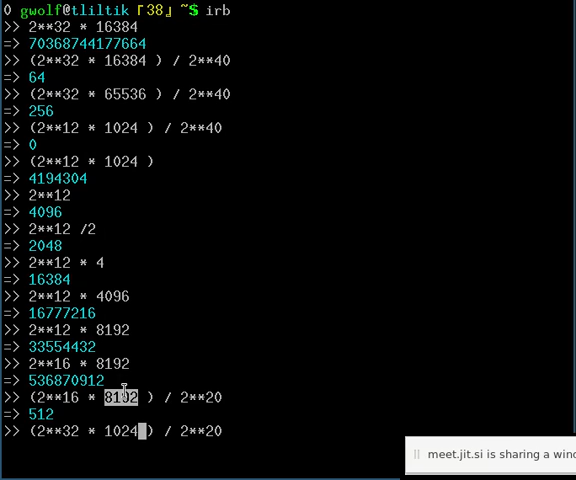 0 gwolf@tliltik「38」~$ irb
>> 2**32 * 16384
=> 70368744177664
>> (2**32 * 16384 ) / 2**40
=> 64
>> (2**32 * 65536 ) / 2**40
=> 256
>> (2**12 * 1024 ) / 2**40
=> 0
>> (2**12 * 1024 )
=> 4194304
>> 2**12
=> 4096
>> 2**12 /2
=> 2048
>> 2**12 * 4
=> 16384
>> 2**12 * 4096
=> 16777216
>> 2**12 * 8192
=> 33554432
>> 2**16 * 8192
=> 536870912
>> (2**16 * 8192 ) / 2**20
=> 512
>> (2**32 * 1024 ) / 2**20
meet.jit.si is sharing a wind